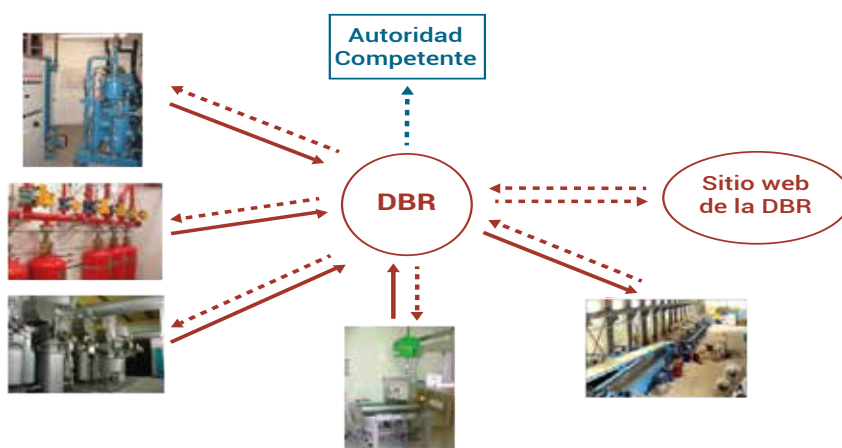 Autoridad
Competente
DBR
Sitio web
de la DBR